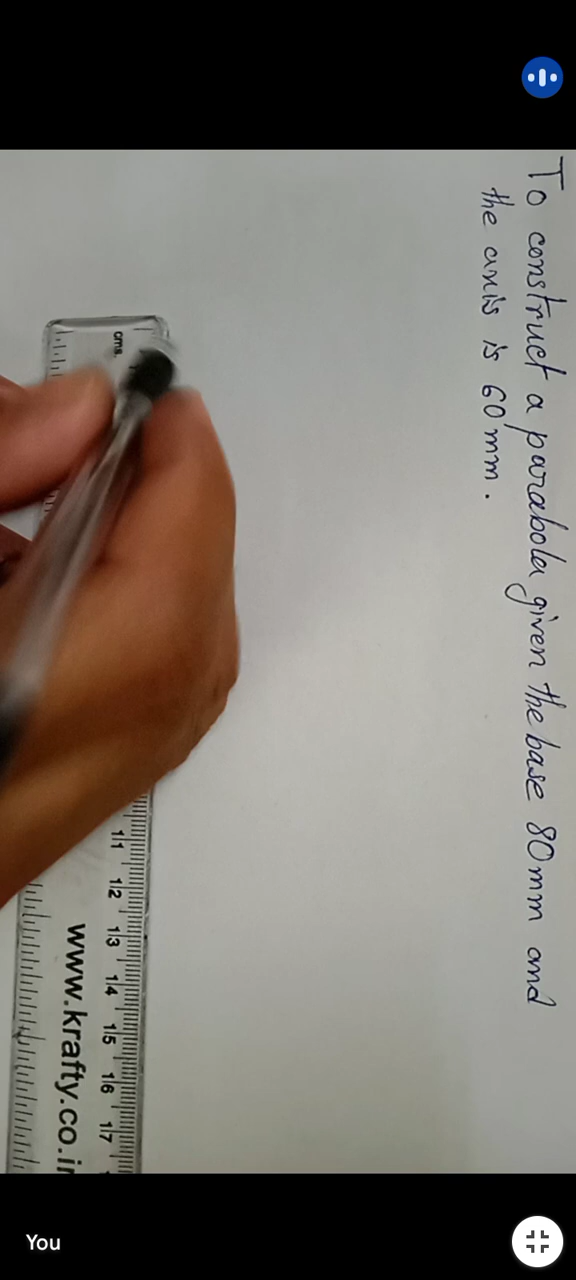 To construct a parabola given the base 80mm and
the axis is 60mm.
cms.
11 12 13 14 15 16 17
www.krafty.co.i
You